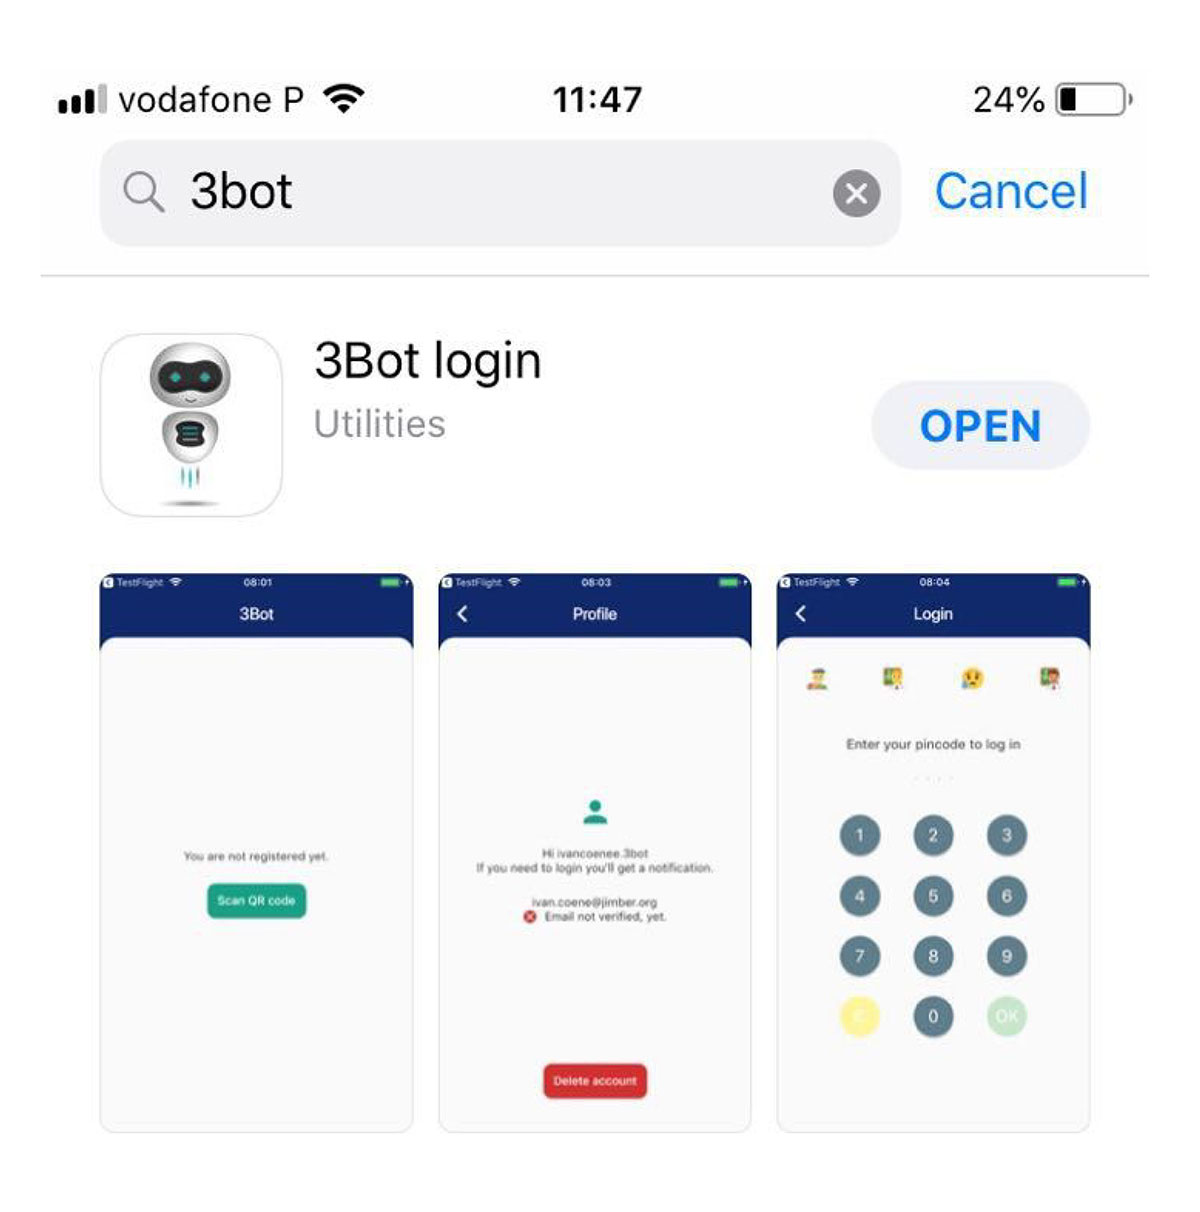 vodafone P 11:47 24%
3bot Cancel
3Bot login
Utilities
OPEN
TestFlight 08:01
3Bot
You are not registered yet.
Scan QR code
TestFlight 08:03
Profile
Hi ivancoenee.3bot
If you need to login you'll get a notification.
ivan.coene@jimber.org
Email not verified, yet.
Delete account
TestFlight 08:04
Login
Enter your pincode to log in
1 2 3
4 5 6
7 8 9
C 0 OK